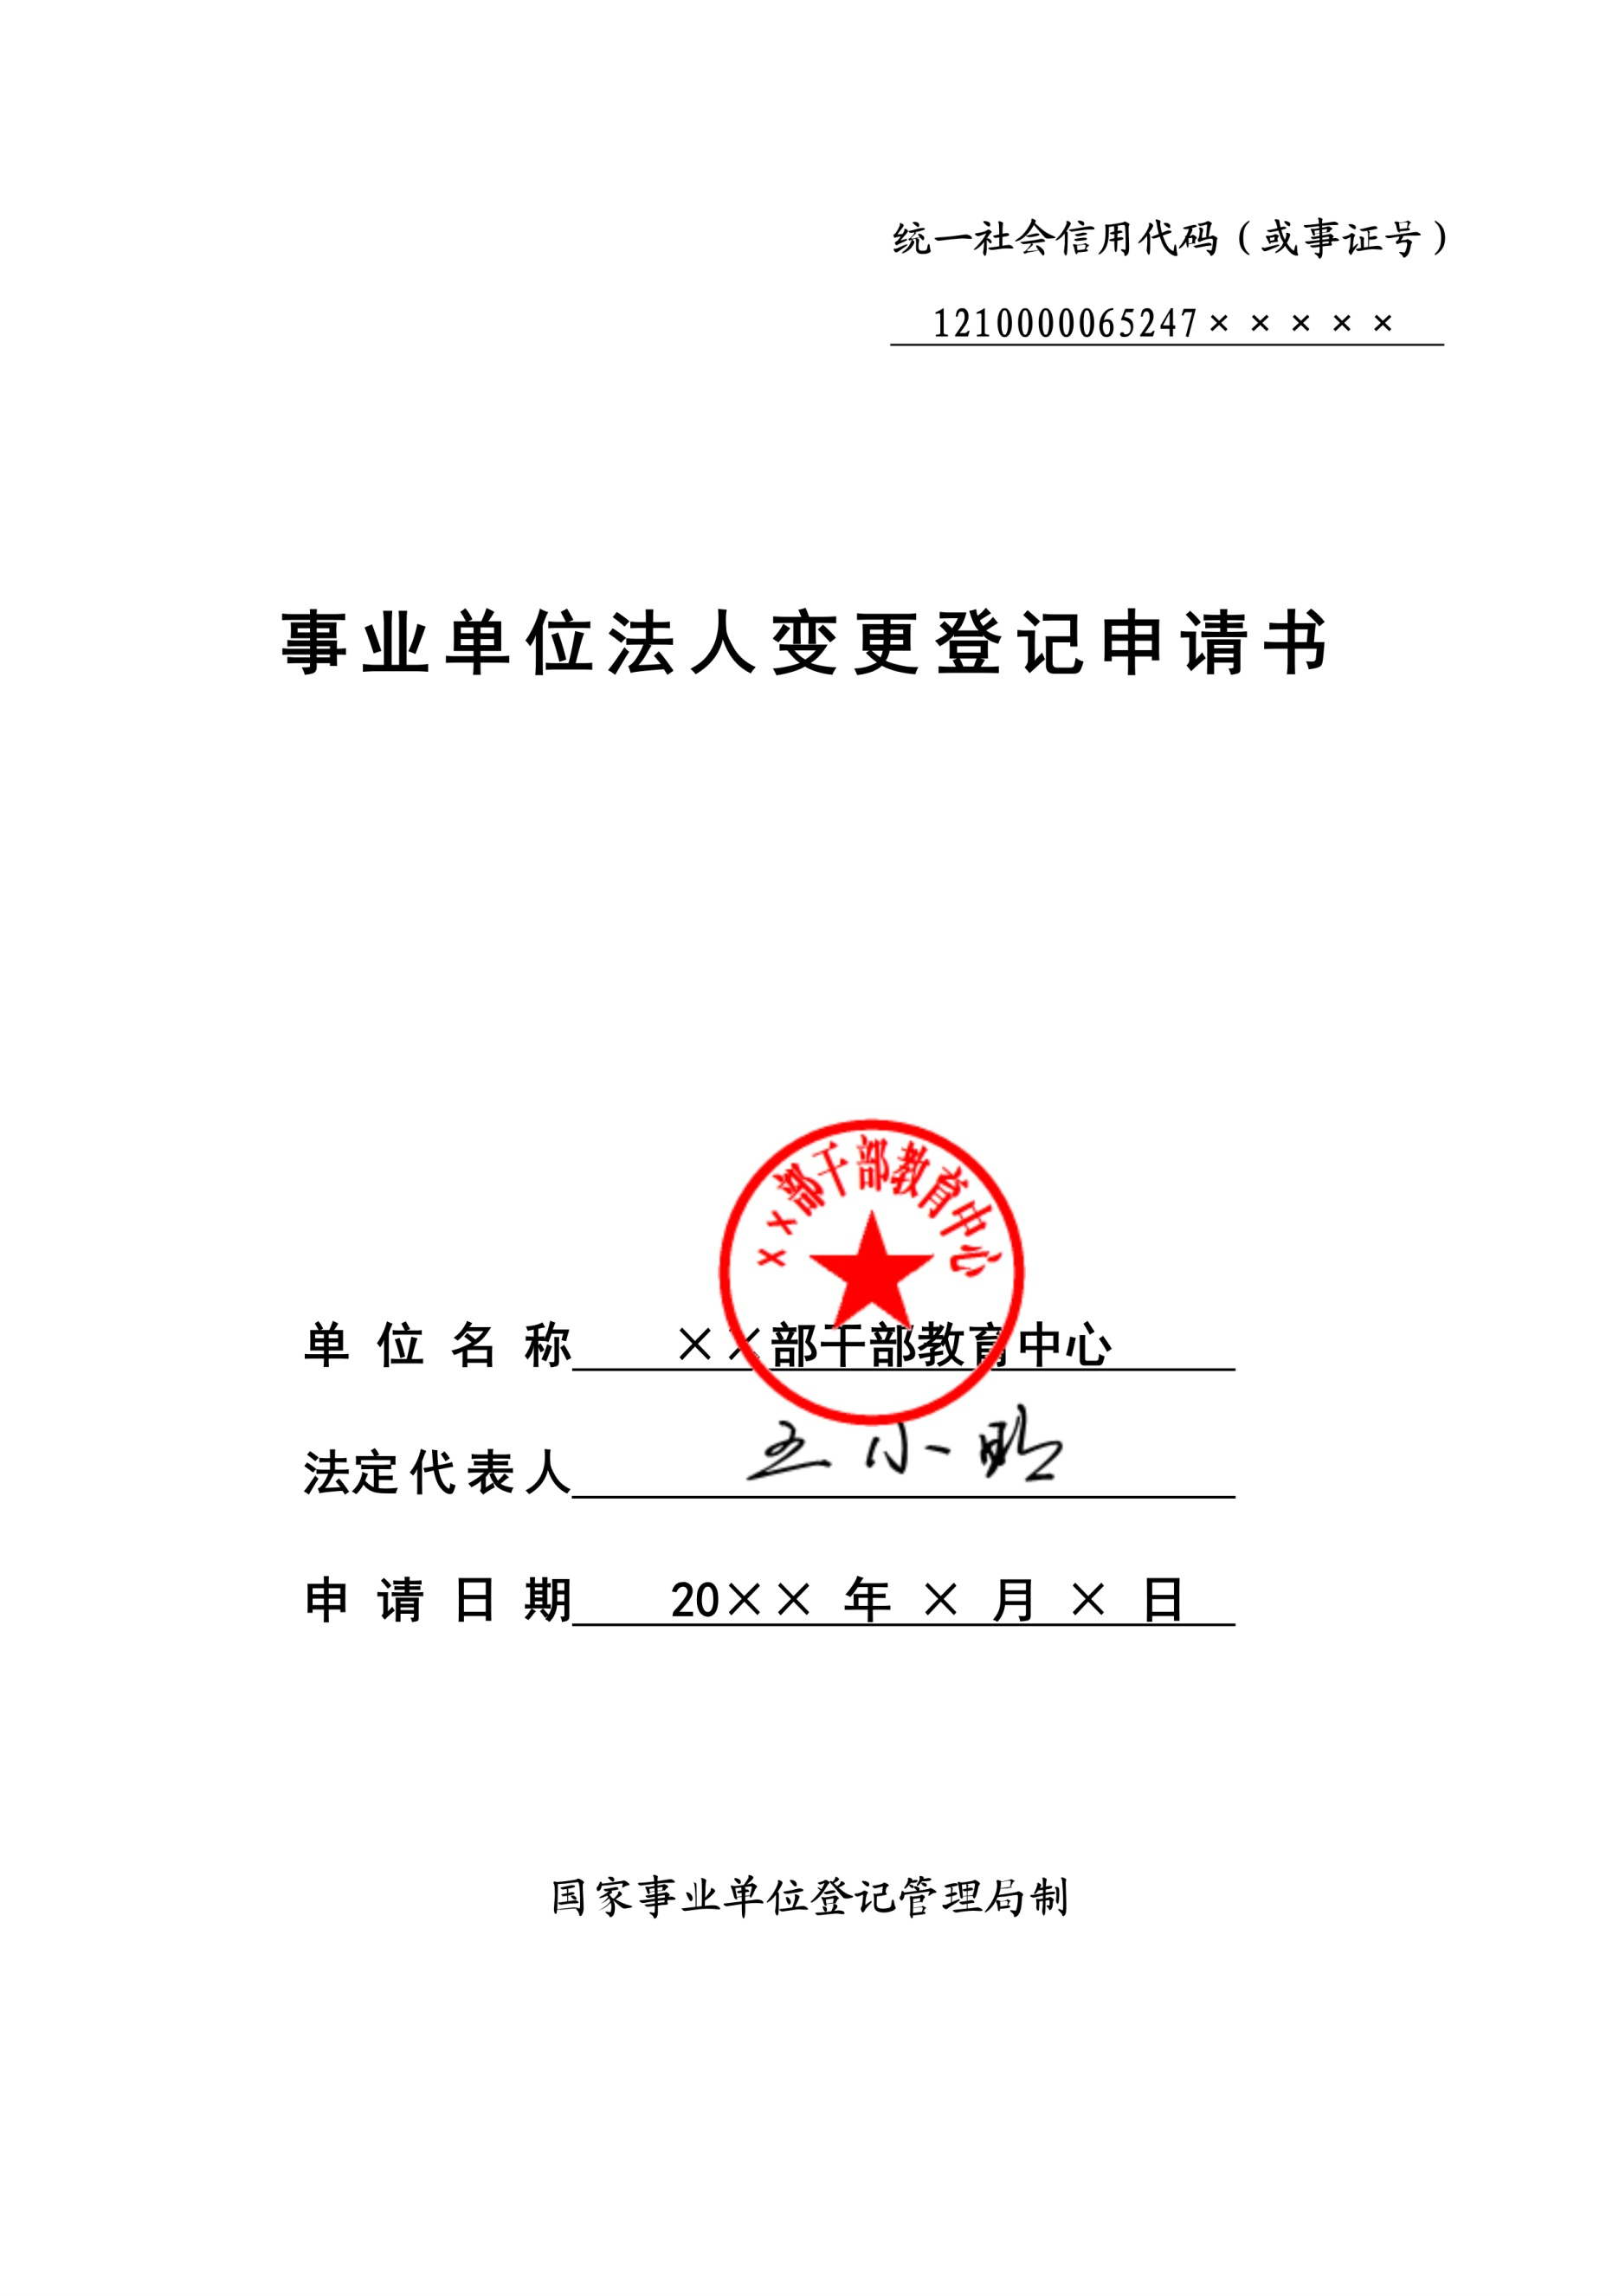 统一社会信用代码（或事证号）
1210000065247×××××
事业单位法人变更登记申请书
××部干部教育中心
单位名称 ××部干部教育中心
法定代表人 王小明
申请日期 20×× 年 × 月 × 日
国家事业单位登记管理局制